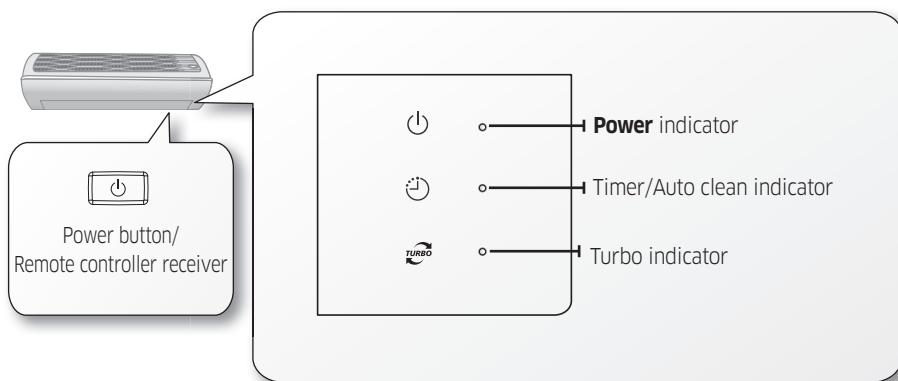 Power button/
Remote controller receiver
Power indicator
Timer/Auto clean indicator
TURBO
Turbo indicator